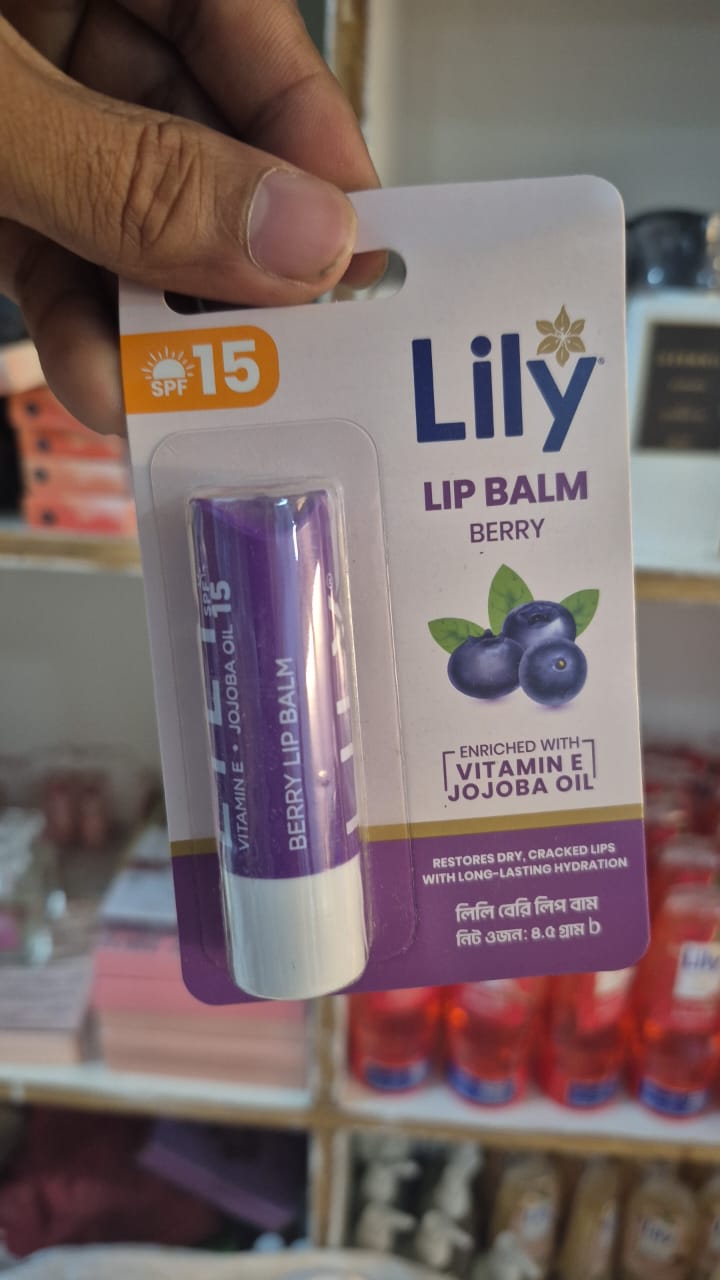 SPF 15
Lily
LIP BALM
BERRY
SPF 15
VITAMIN E • JOJOBA OIL
BERRY LIP BALM
ENRICHED WITH
VITAMIN E
JOJOBA OIL
RESTORES DRY, CRACKED LIPS
WITH LONG-LASTING HYDRATION
লিলি বেরি লিপ বাম
নিট ওজন: ৪.৫ গ্রাম b
Lily